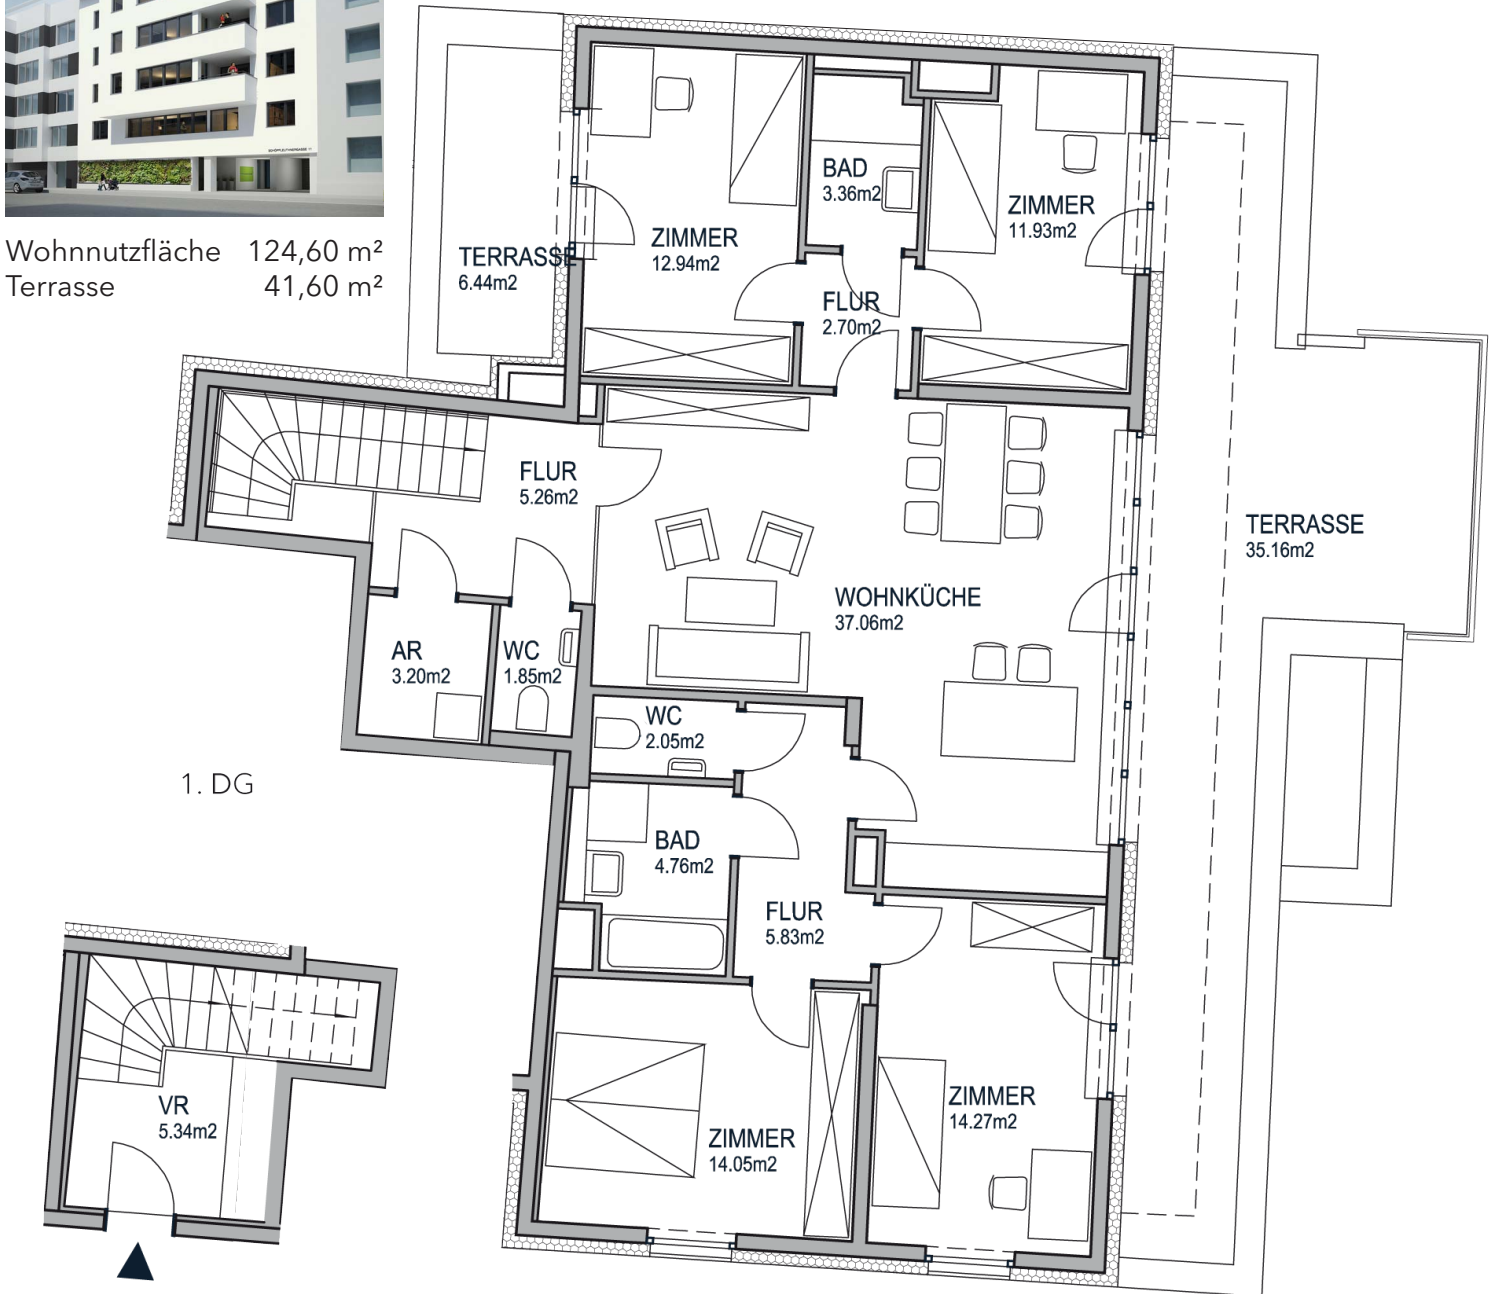 Wohnnutzfläche 124,60 m²
Terrasse 41,60 m²
TERRASSE
6.44m2
ZIMMER
12.94m2
BAD
3.36m2
ZIMMER
11.93m2
FLUR
2.70m2
FLUR
5.26m2
TERRASSE
35.16m2
WOHNKÜCHE
37.06m2
AR
3.20m2
WC
1.85m2
WC
2.05m2
1. DG
BAD
4.76m2
FLUR
5.83m2
VR
5.34m2
ZIMMER
14.05m2
ZIMMER
14.27m2